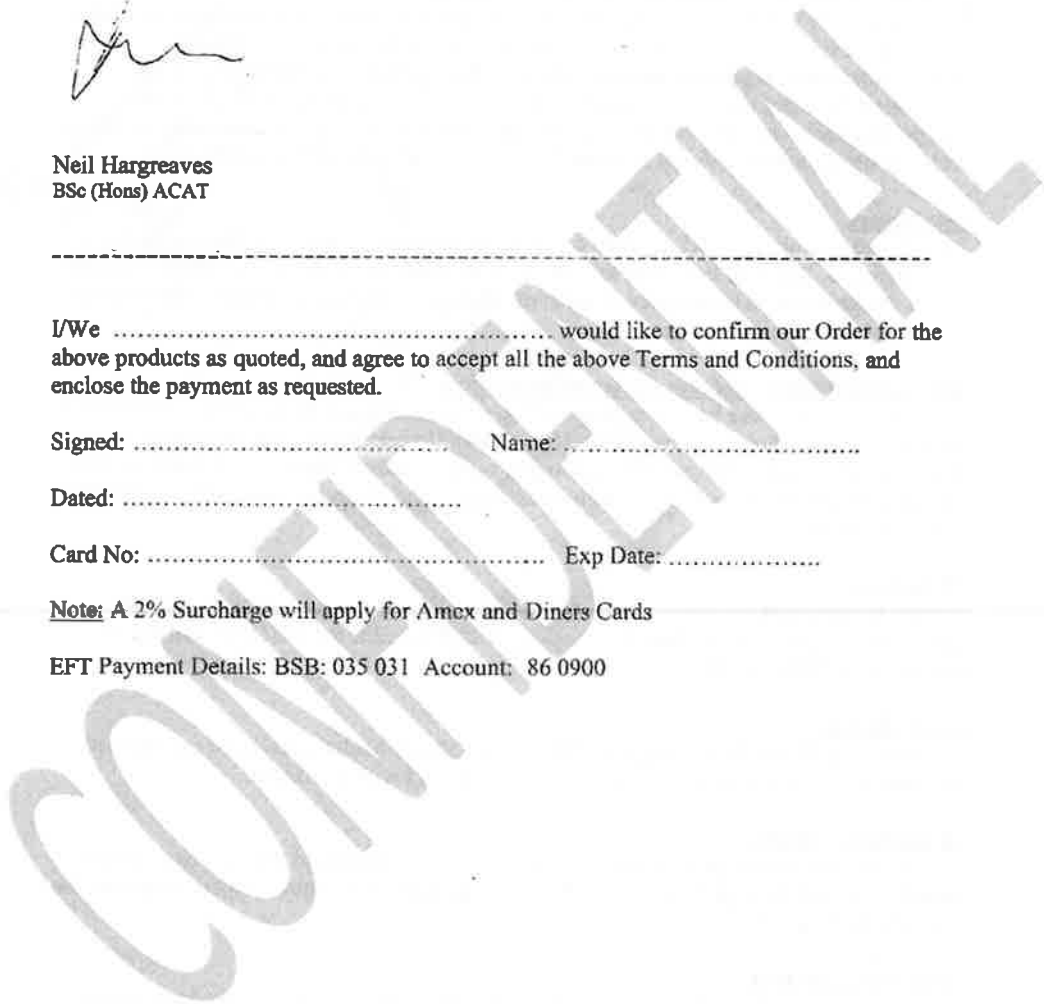 Neil Hargreaves
BSc (Hons) ACAT
I/We ...................................................... would like to confirm our Order for the
above products as quoted, and agree to accept all the above Terms and Conditions, and
enclose the payment as requested.
Signed: ....................................... Name: .....................................
Dated: ..........................................
Card No: ................................................. Exp Date: ...................
Note: A 2% Surcharge will apply for Amex and Diners Cards
EFT Payment Details: BSB: 035 031 Account: 86 0900
CONFIDENTIAL